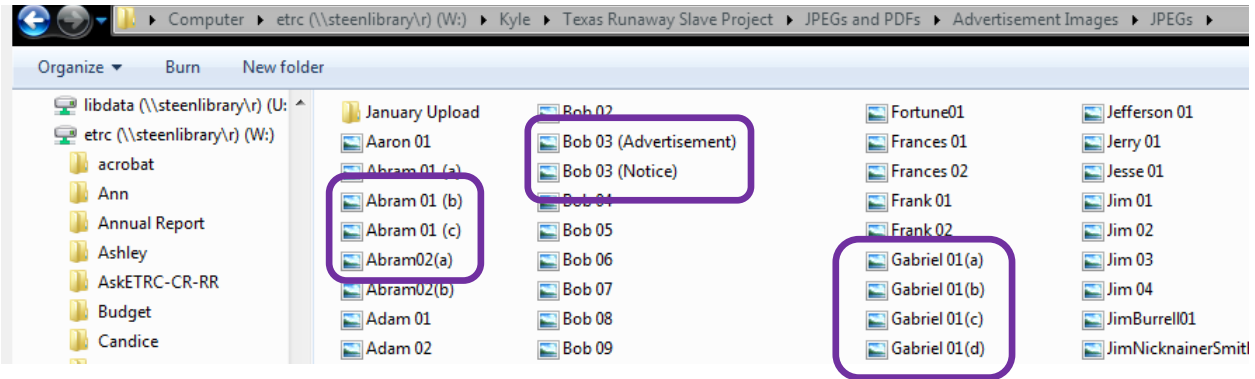 Computer ▸ etrc (\\steenlibrary\r) (W:) ▸ Kyle ▸ Texas Runaway Slave Project ▸ JPEGs and PDFs ▸ Advertisement Images ▸ JPEGs ▸
Organize Burn New folder
libdata (\\steenlibrary\r) (U:
etrc (\\steenlibrary\r) (W:)
acrobat
Ann
Annual Report
Ashley
AskETRC-CR-RR
Budget
Candice
January Upload
Aaron 01
Abram 01 (a)
Abram 01 (b)
Abram 01 (c)
Abram02(a)
Abram02(b)
Adam 01
Adam 02
Bob 02
Bob 03 (Advertisement)
Bob 03 (Notice)
Bob 04
Bob 05
Bob 06
Bob 07
Bob 08
Bob 09
Fortune01
Frances 01
Frances 02
Frank 01
Frank 02
Gabriel 01(a)
Gabriel 01(b)
Gabriel 01(c)
Gabriel 01(d)
Jefferson 01
Jerry 01
Jesse 01
Jim 01
Jim 02
Jim 03
Jim 04
JimBurrell01
JimNicknainerSmith